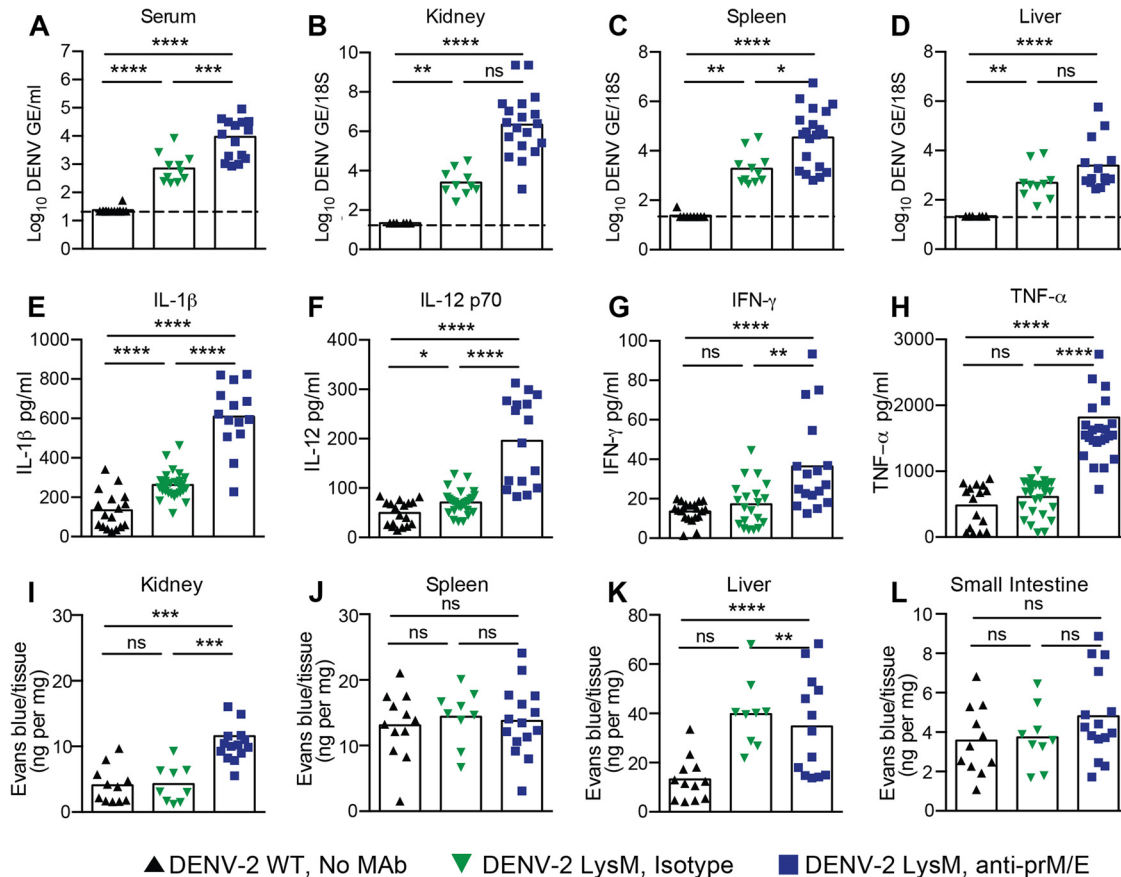 A Serum
Log10 DENV GE/ml
7
6
5
4
3
2
1
0
****
**** ***
B Kidney
Log10 DENV GE/18S
10
8
6
4
2
0
****
** ns
C Spleen
Log10 DENV GE/18S
8
6
4
2
0
****
** *
D Liver
Log10 DENV GE/18S
8
6
4
2
0
****
** ns
E IL-1β
IL-1β pg/ml
1000
800
600
400
200
0
****
**** ****
F IL-12 p70
IL-12 pg/ml
400
300
200
100
0
****
* ****
G IFN-γ
IFN-γ pg/ml
100
80
60
40
20
0
****
ns **
H TNF-α
TNF-α pg/ml
3000
2000
1000
0
****
ns ****
I Kidney
Evans blue/tissue
(ng per mg)
30
20
10
0
***
ns ***
J Spleen
Evans blue/tissue
(ng per mg)
30
20
10
0
ns
ns ns
K Liver
Evans blue/tissue
(ng per mg)
80
60
40
20
0
****
ns **
L Small Intestine
Evans blue/tissue
(ng per mg)
10
8
6
4
2
0
ns
ns ns
DENV-2 WT, No MAb DENV-2 LysM, Isotype DENV-2 LysM, anti-prM/E